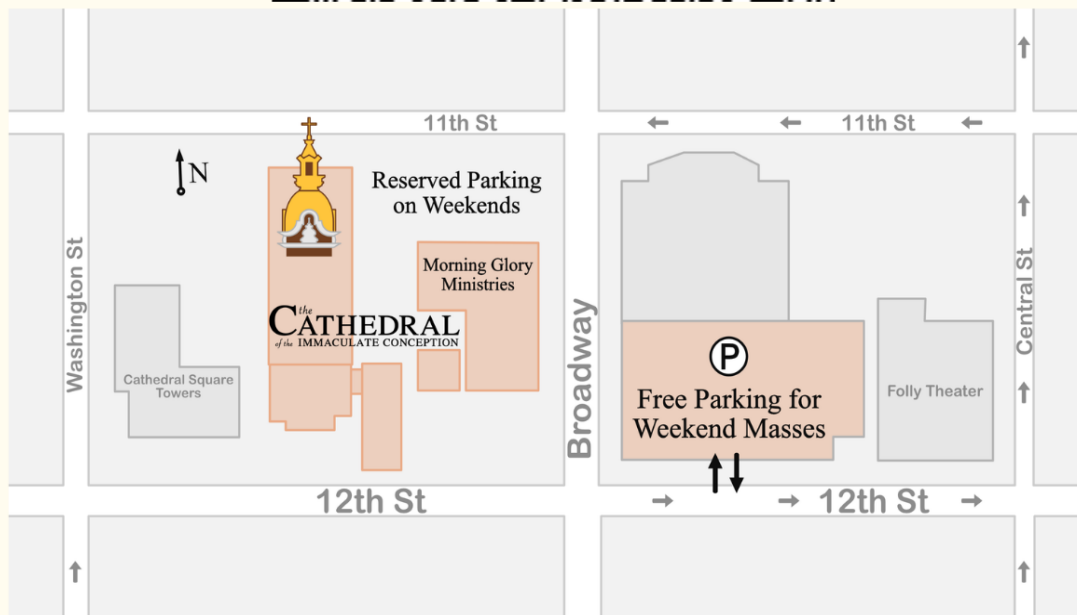 11th St
11th St
N
Reserved Parking
on Weekends
Morning Glory
Ministries
the
CATHEDRAL
of the IMMACULATE CONCEPTION
Washington St
Cathedral Square
Towers
Broadway
P
Free Parking for
Weekend Masses
Folly Theater
Central St
12th St
12th St